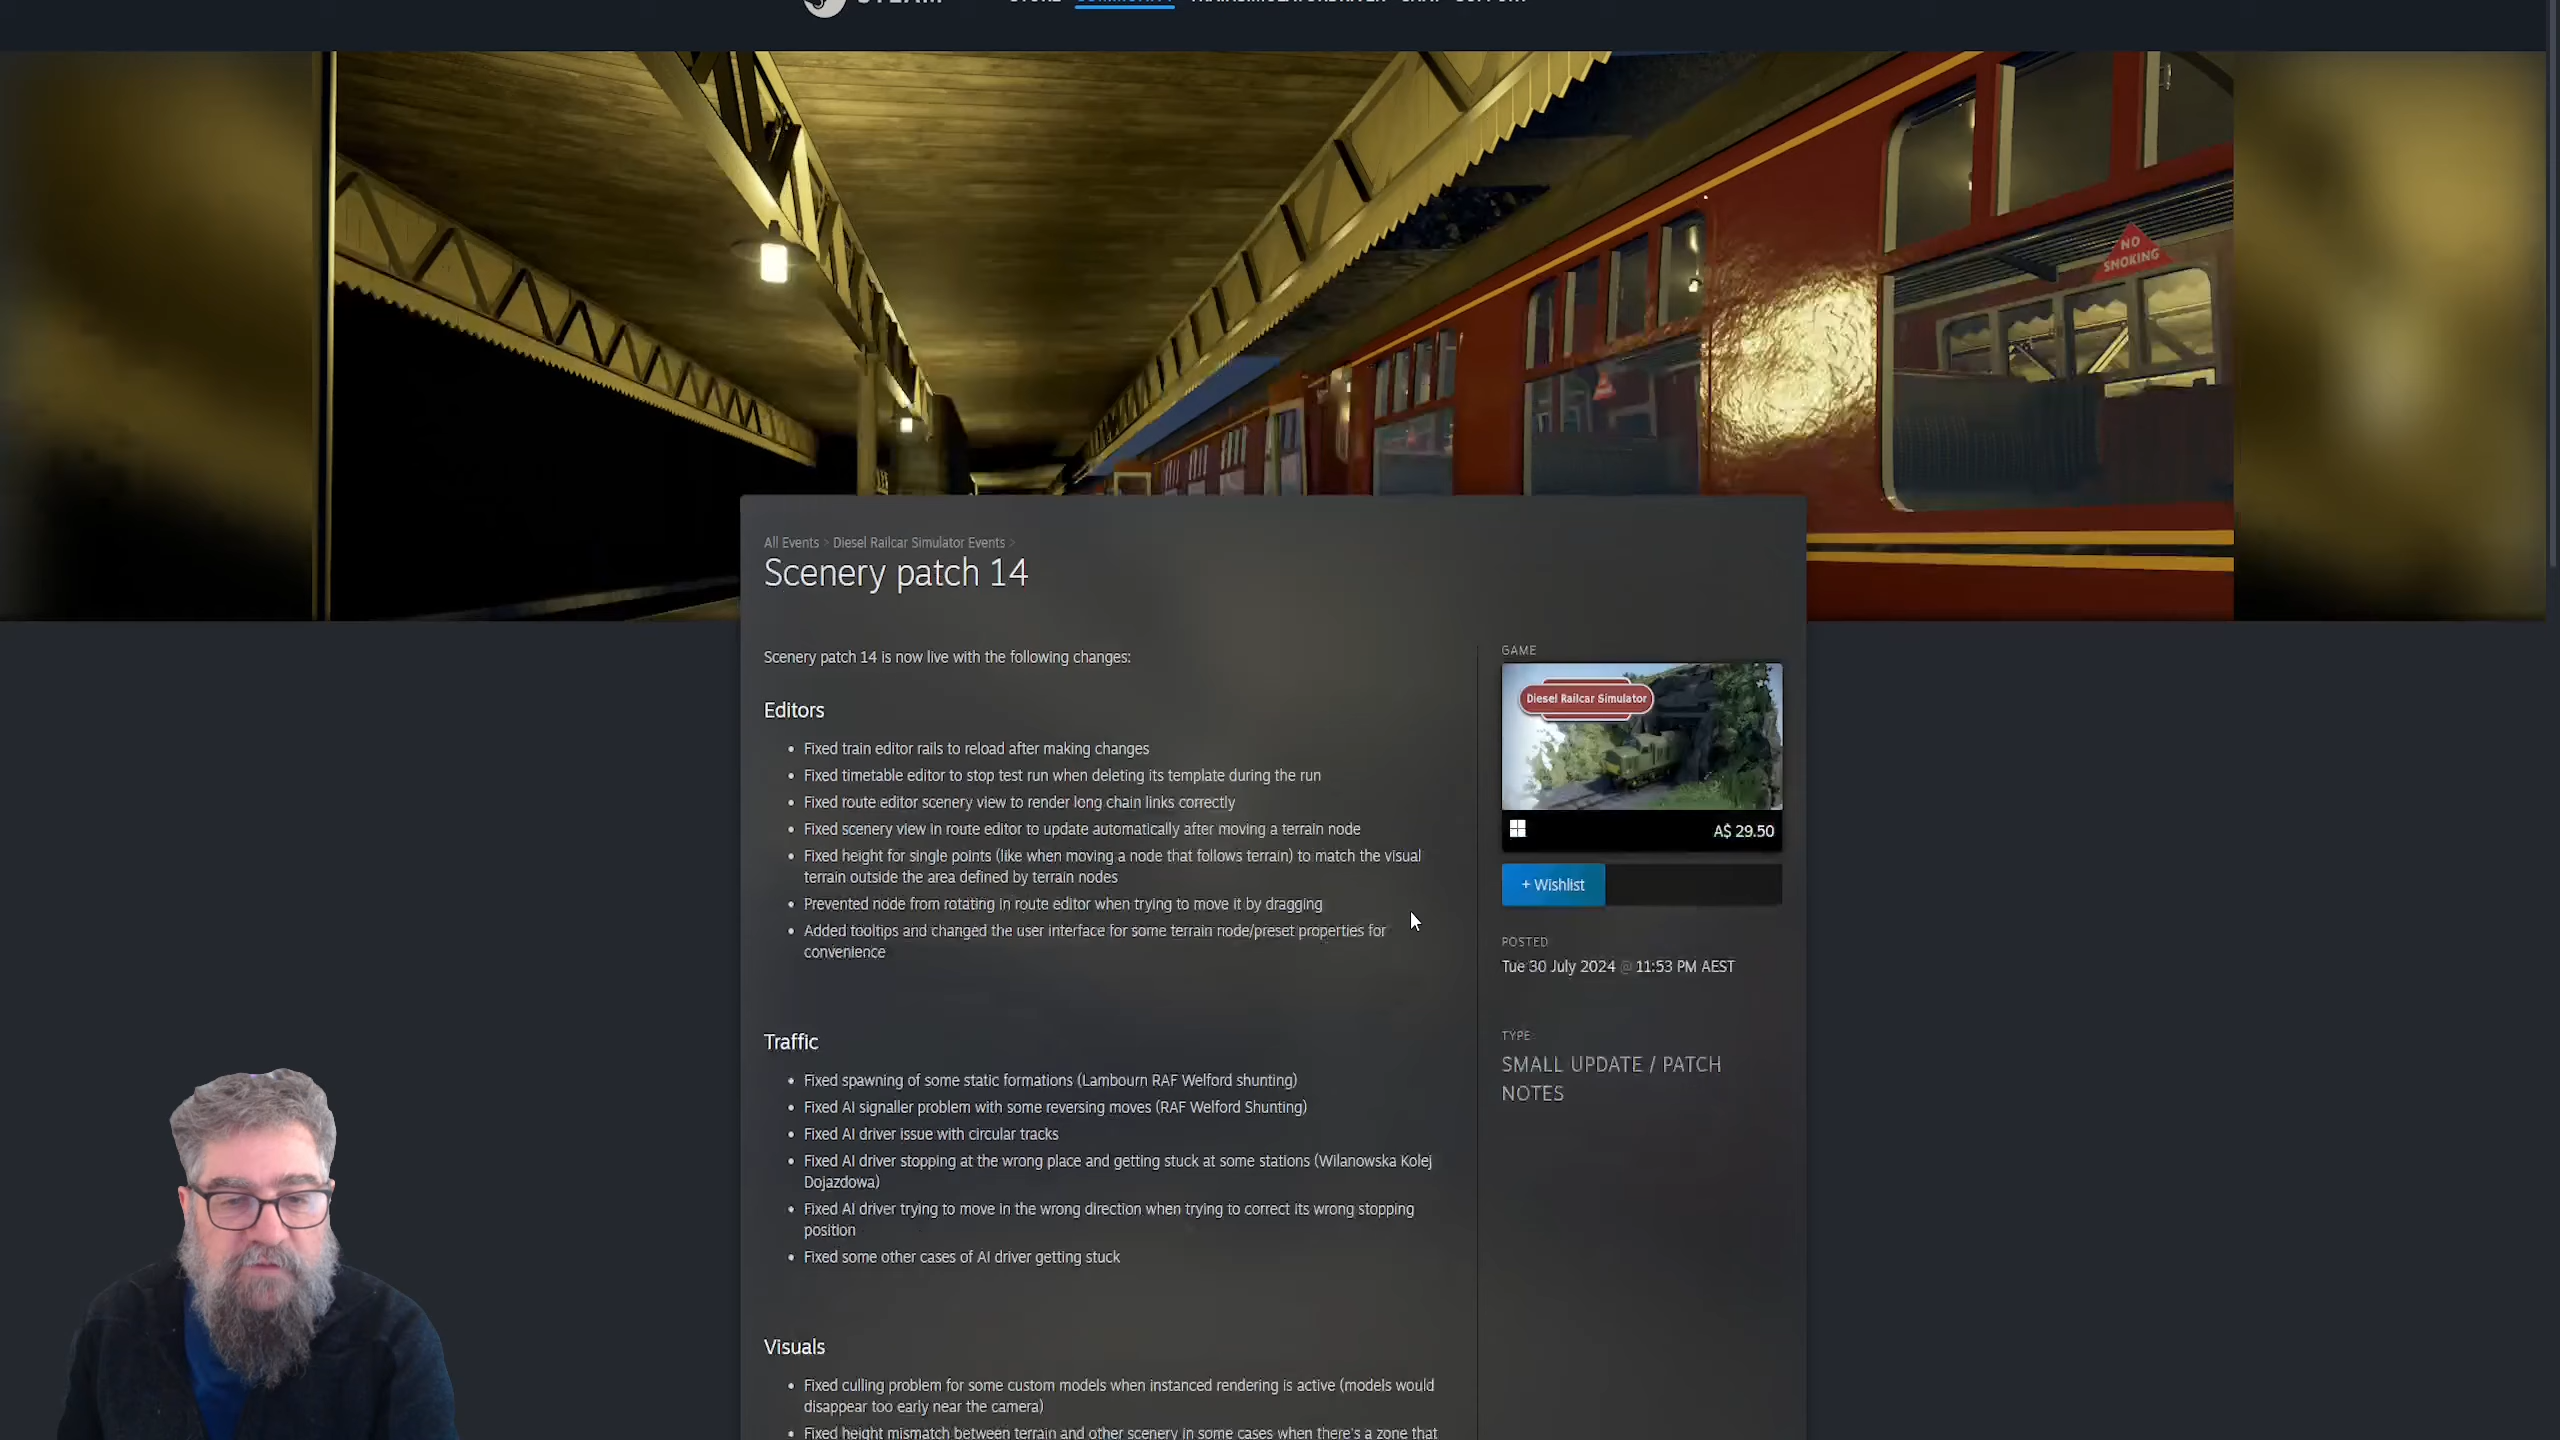 NO
SMOKING
All Events > Diesel Railcar Simulator Events >
Scenery patch 14
Scenery patch 14 is now live with the following changes:
Editors
• Fixed train editor rails to reload after making changes
• Fixed timetable editor to stop test run when deleting its template during the run
• Fixed route editor scenery view to render long chain links correctly
• Fixed scenery view in route editor to update automatically after moving a terrain node
• Fixed height for single points (like when moving a node that follows terrain) to match the visual
terrain outside the area defined by terrain nodes
• Prevented node from rotating in route editor when trying to move it by dragging
• Added tooltips and changed the user interface for some terrain node/preset properties for
convenience
Traffic
• Fixed spawning of some static formations (Lambourn RAF Welford shunting)
• Fixed AI signaller problem with some reversing moves (RAF Welford Shunting)
• Fixed AI driver issue with circular tracks
• Fixed AI driver stopping at the wrong place and getting stuck at some stations (Wilanowska Kolej
Dojazdowa)
• Fixed AI driver trying to move in the wrong direction when trying to correct its wrong stopping
position
• Fixed some other cases of AI driver getting stuck
Visuals
• Fixed culling problem for some custom models when instanced rendering is active (models would
disappear too early near the camera)
• Fixed height mismatch between terrain and other scenery in some cases when there's a zone that
GAME
Diesel Railcar Simulator
A$ 29.50
+ Wishlist
POSTED
Tue 30 July 2024 @ 11:53 PM AEST
TYPE
SMALL UPDATE / PATCH
NOTES